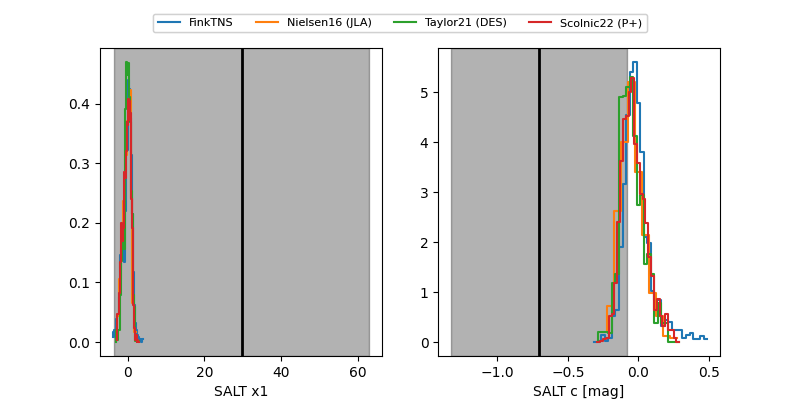 FinkTNS Nielsen16 (JLA) Taylor21 (DES) Scolnic22 (P+)
0.4
0.3
0.2
0.1
0.0
0 20 40 60
SALT x1
5
4
3
2
1
0
−1.0 −0.5 0.0 0.5
SALT c [mag]